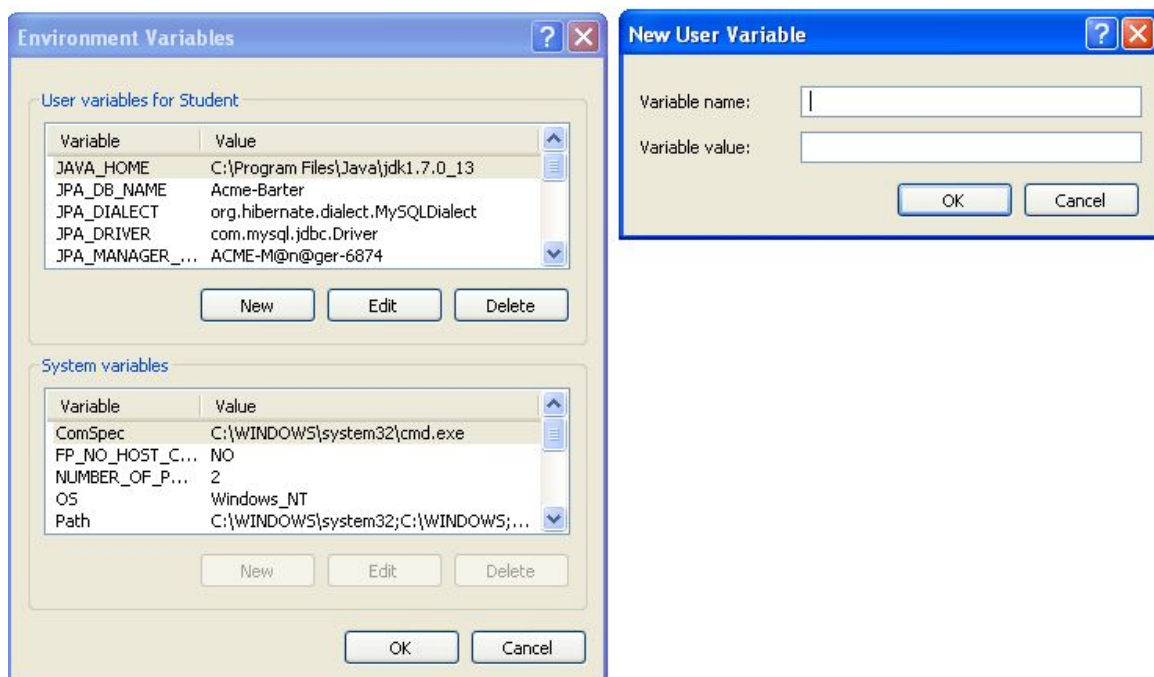 Environment Variables
User variables for Student
Variable Value
JAVA_HOME C:\Program Files\Java\jdk1.7.0_13
JPA_DB_NAME Acme-Barter
JPA_DIALECT org.hibernate.dialect.MySQLDialect
JPA_DRIVER com.mysql.jdbc.Driver
JPA_MANAGER_... ACME-M@n@ger-6874
New Edit Delete
System variables
Variable Value
ComSpec C:\WINDOWS\system32\cmd.exe
FP_NO_HOST_C... NO
NUMBER_OF_P... 2
OS Windows_NT
Path C:\WINDOWS\system32;C:\WINDOWS;...
New Edit Delete
OK Cancel
New User Variable
Variable name:
Variable value:
OK Cancel